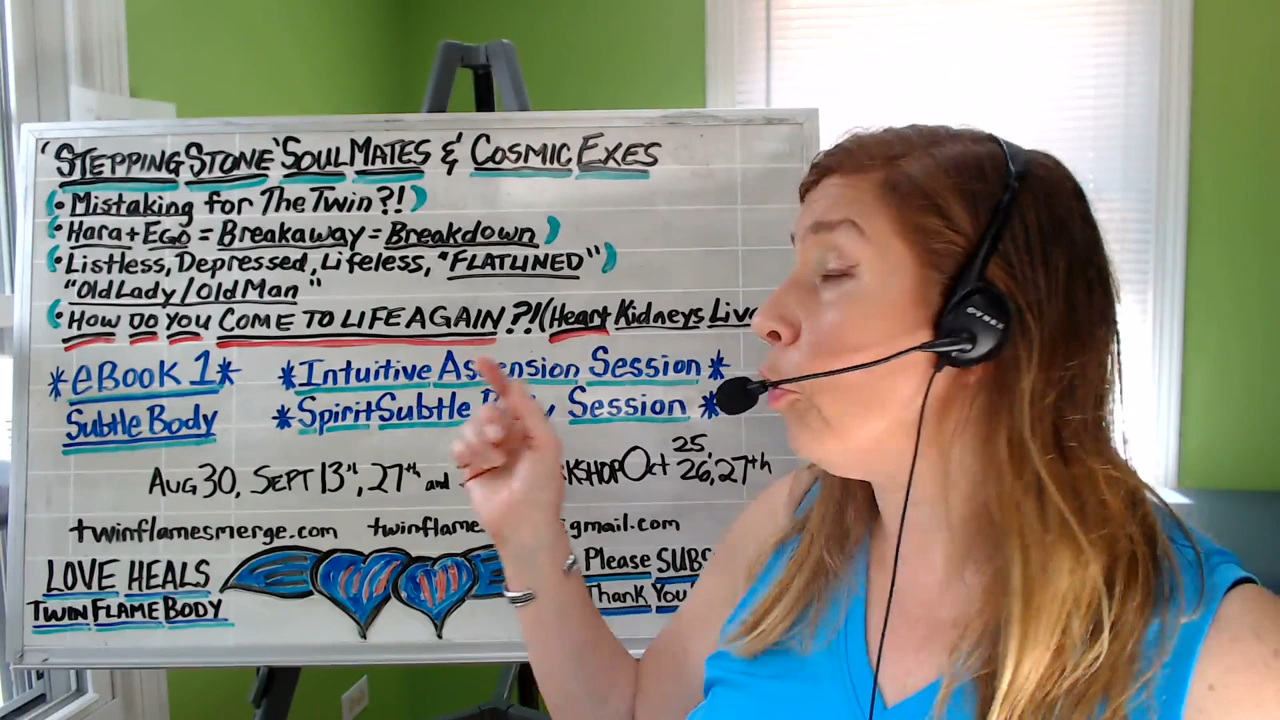 'STEPPING STONE' SOUL MATES & COSMIC EXES
(• Mistaking for The Twin?!)
(• Hara + EGO = Breakaway = Breakdown)
(• Listless, Depressed, Lifeless, "FLATLINED")
"Old Lady/Old Man"
(• HOW DO YOU COME TO LIFE AGAIN?! (Heart Kidneys
*eBOOK 1*
Subtle Body
*Intuitive Ascension Session*
*Spirit Subtle Session*
AUG 30, SEPT 13th, 27th and Oct 25, 26, 27th
twinflamesmerge.com gmail.com
LOVE HEALS
TWIN FLAME BODY
Please
Thank You